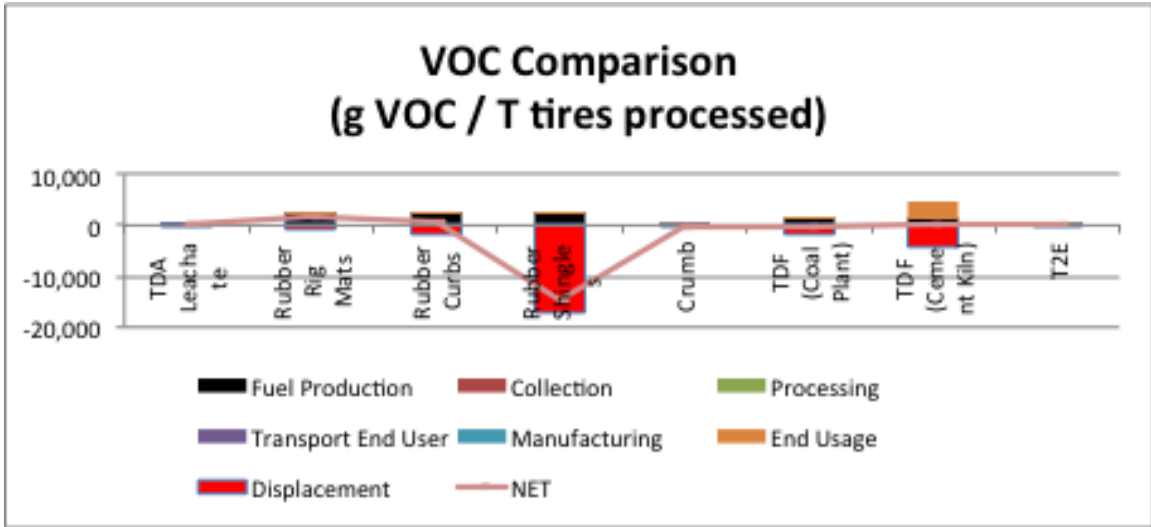 VOC Comparison
(g VOC / T tires processed)
10,000
0
-10,000
-20,000
TDA
Leacha
te
Rubber
Rig
Mats
Rubber
Curbs
Rubber
Shingle
s
Crumb
TDF
(Coal
Plant)
TDF
(Ceme
nt Kiln)
T2E
Fuel Production
Collection
Processing
Transport End User
Manufacturing
End Usage
Displacement
NET